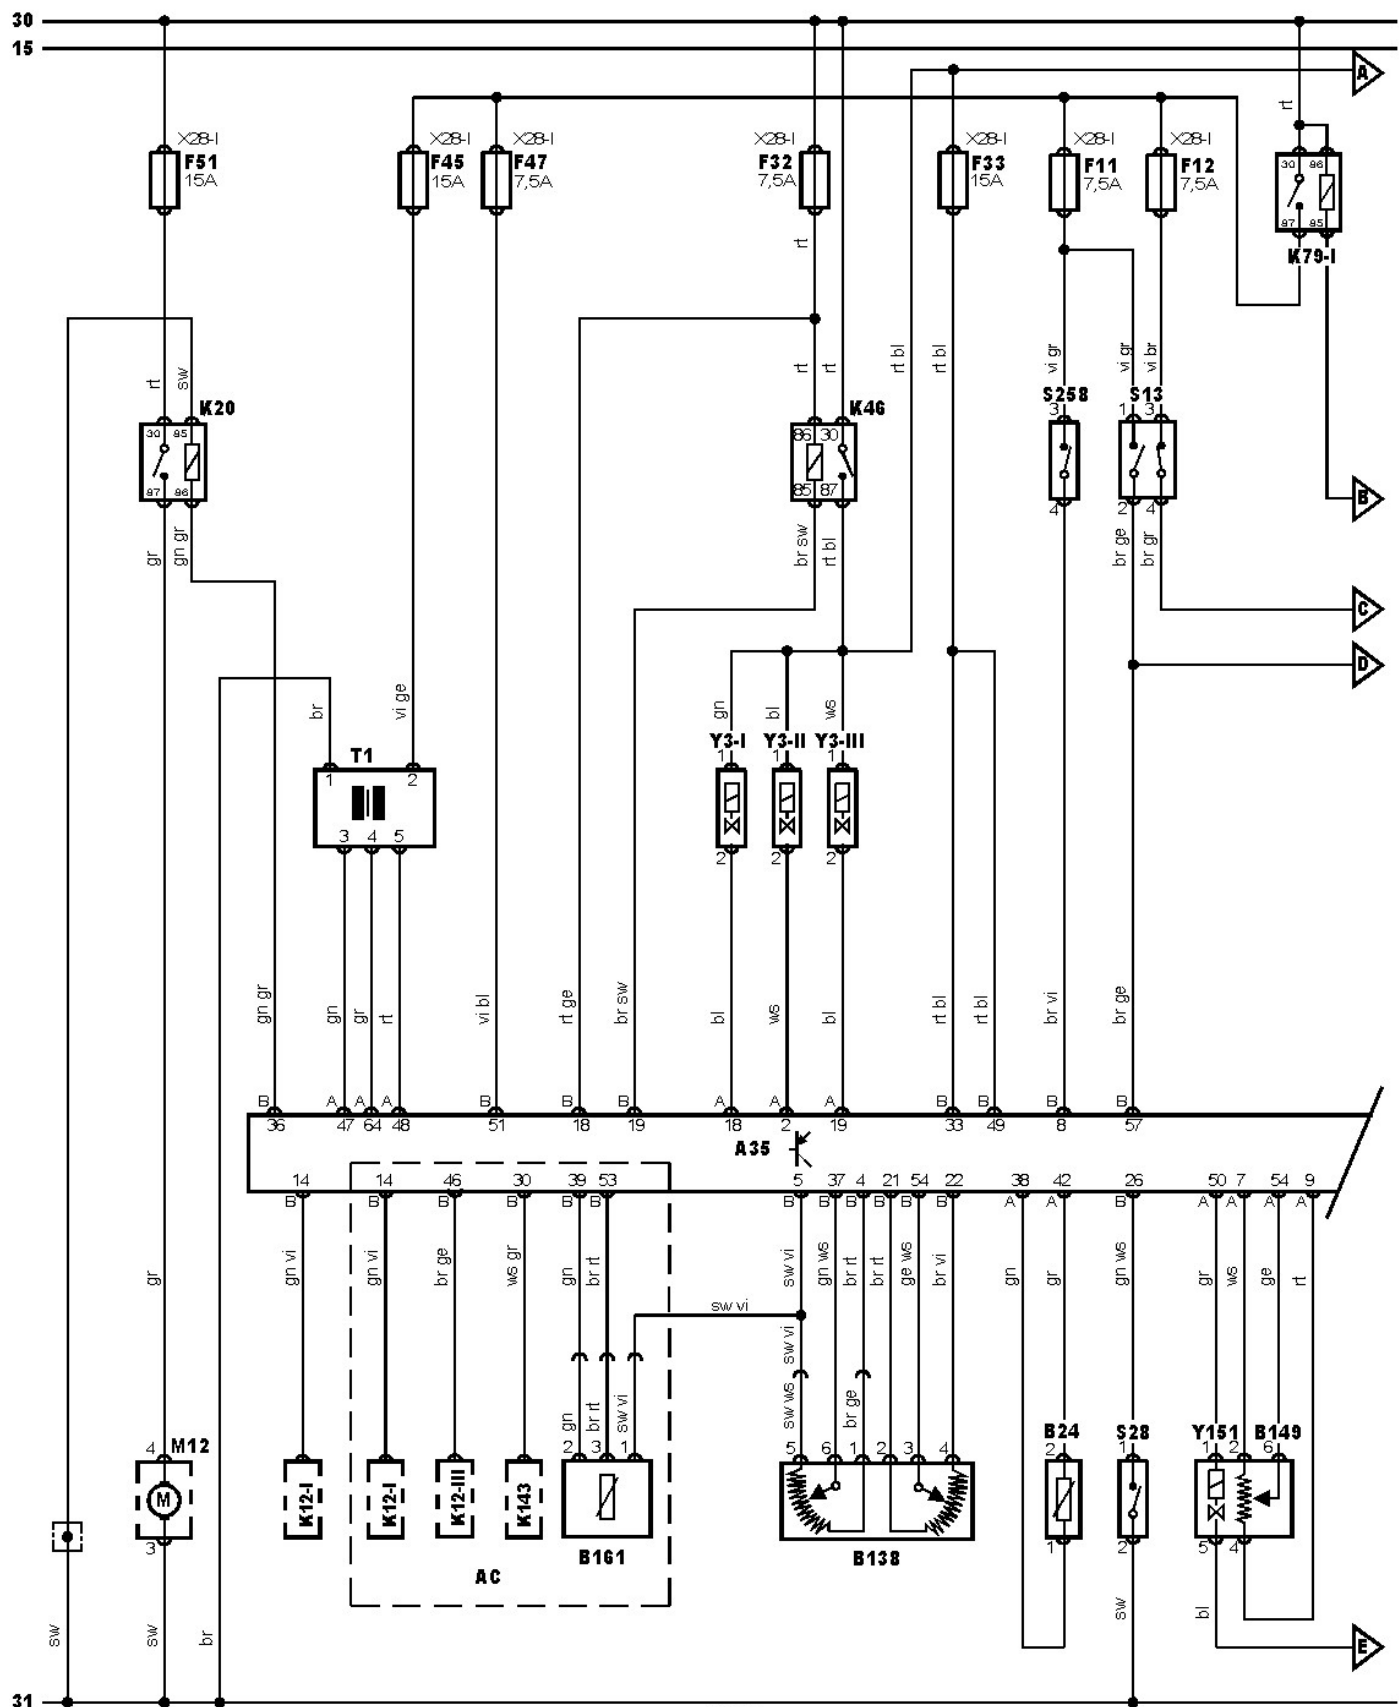 30
15
A
rt
X28-I X28-I X28-I X28-I X28-I X28-I X28-I
F51 F45 F47 F32 F33 F11 F12
15A 15A 7,5A 7,5A 15A 7,5A 7,5A
30 86
87 85
K79-I
rt
rt sw rt rt rt bl rt bl vi gr vi gr vi br
K20 K46 S258 S13
30 85 86 30 3 1 3
87 86 85 87 4 2 4
B
gr gn gr br sw rt bl br ge br gr
C
D
br vi ge gn bl ws
T1 Y3-I Y3-II Y3-III
1 2 1 1 1
3 4 5 2 2 2
gn gr gn gr rt vi bl rt ge br sw bl ws bl rt bl rt bl br vi br ge
B A A A B B B A A A B B B B
36 47 64 48 51 18 19 18 2 19 33 49 8 57
A35
14 14 46 30 39 53 5 37 4 21 54 22 38 42 26 50 7 54 9
B B B B B B B B B B B B A A B A A A A
gr gn vi gn vi br ge ws gr gn br rt sw vi gn ws br rt br rt ge ws br vi gn gr gn ws gr ws ge rt
sw vi
gn br rt sw vi sw vi
sw ws br ge
M12 B24 S28 Y151 B149
4 2 3 1 5 6 1 2 3 4 2 1 1 2 6
M K12-I K12-I K12-III K143
3 1 2 5 4
B161 B138
AC
sw sw br sw bl
E
31